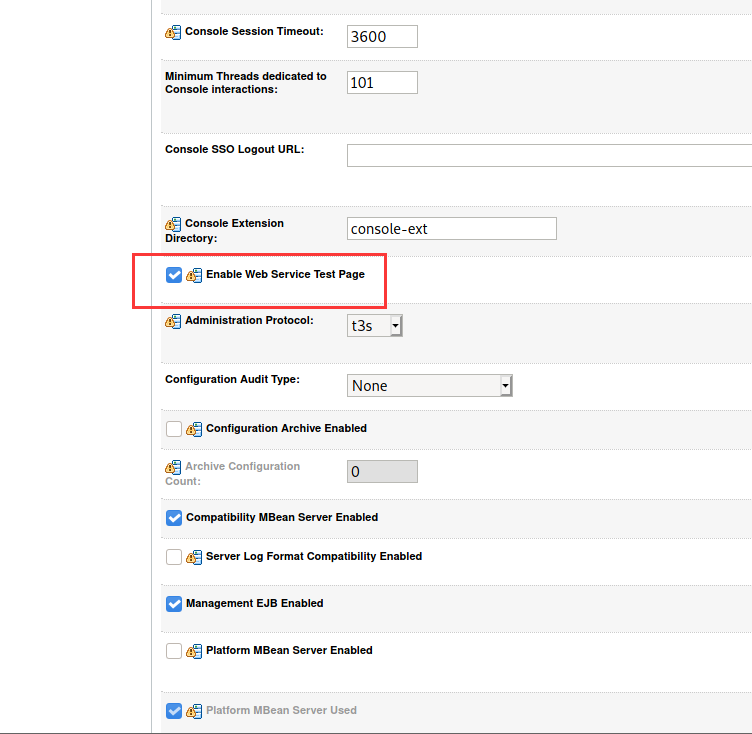 Console Session Timeout: 3600
Minimum Threads dedicated to
Console interactions: 101
Console SSO Logout URL:
Console Extension
Directory: console-ext
Enable Web Service Test Page
Administration Protocol: t3s
Configuration Audit Type: None
Configuration Archive Enabled
Archive Configuration
Count: 0
Compatibility MBean Server Enabled
Server Log Format Compatibility Enabled
Management EJB Enabled
Platform MBean Server Enabled
Platform MBean Server Used